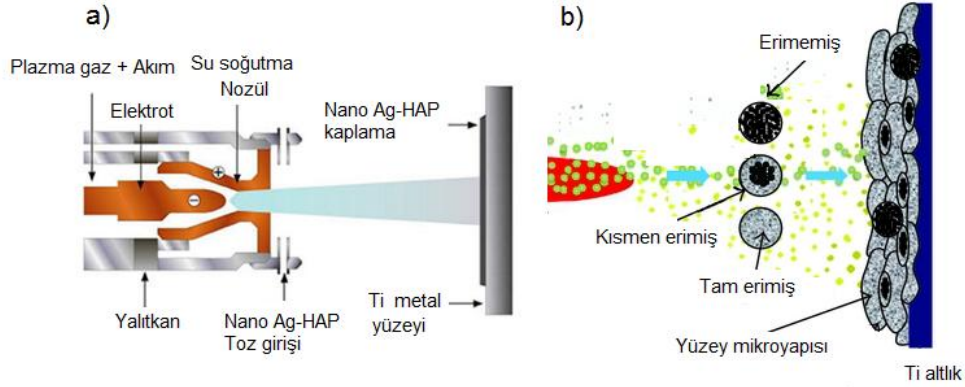 a)
Plazma gaz + Akım
Su soğutma
Nozül
Elektrot
Nano Ag-HAP
kaplama
Yalıtkan
Nano Ag-HAP
Toz girişi
Ti metal
yüzeyi
b)
Erimemiş
Kısmen erimiş
Tam erimiş
Yüzey mikroyapısı
Ti altlık